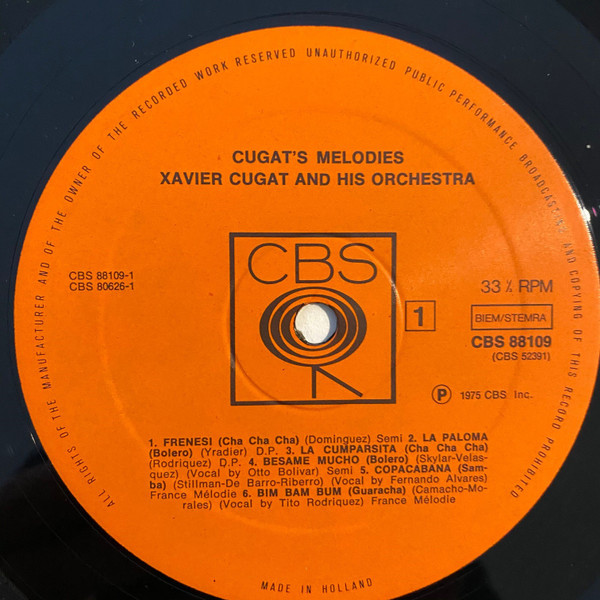 ALL RIGHTS OF THE MANUFACTURER AND OF THE OWNER OF THE RECORDED WORK RESERVED UNAUTHORIZED PUBLIC PERFORMANCE BROADCASTING AND COPYING OF THIS RECORD PROHIBITED
CUGAT'S MELODIES
XAVIER CUGAT AND HIS ORCHESTRA
CBS
CBS 88109-1
CBS 80626-1
1
33 ⅓ RPM
BIEM/STEMRA
CBS 88109
(CBS 52391)
Ⓟ 1975 CBS Inc.
1. FRENESI (Cha Cha Cha) (Dominguez) Semi 2. LA PALOMA
(Bolero) (Yradier) D.P. 3. LA CUMPARSITA (Cha Cha Cha)
(Rodriquez) D.P. 4. BESAME MUCHO (Bolero) (Skylar-Velas-
quez) (Vocal by Otto Bolivar) Semi 5. COPACABANA (Sam-
ba) (Stillman-De Barro-Riberro) (Vocal by Fernando Alvares)
France Mélodie 6. BIM BAM BUM (Guaracha) (Camacho-Mo-
rales) (Vocal by Tito Rodriquez) France Mélodie
MADE IN HOLLAND